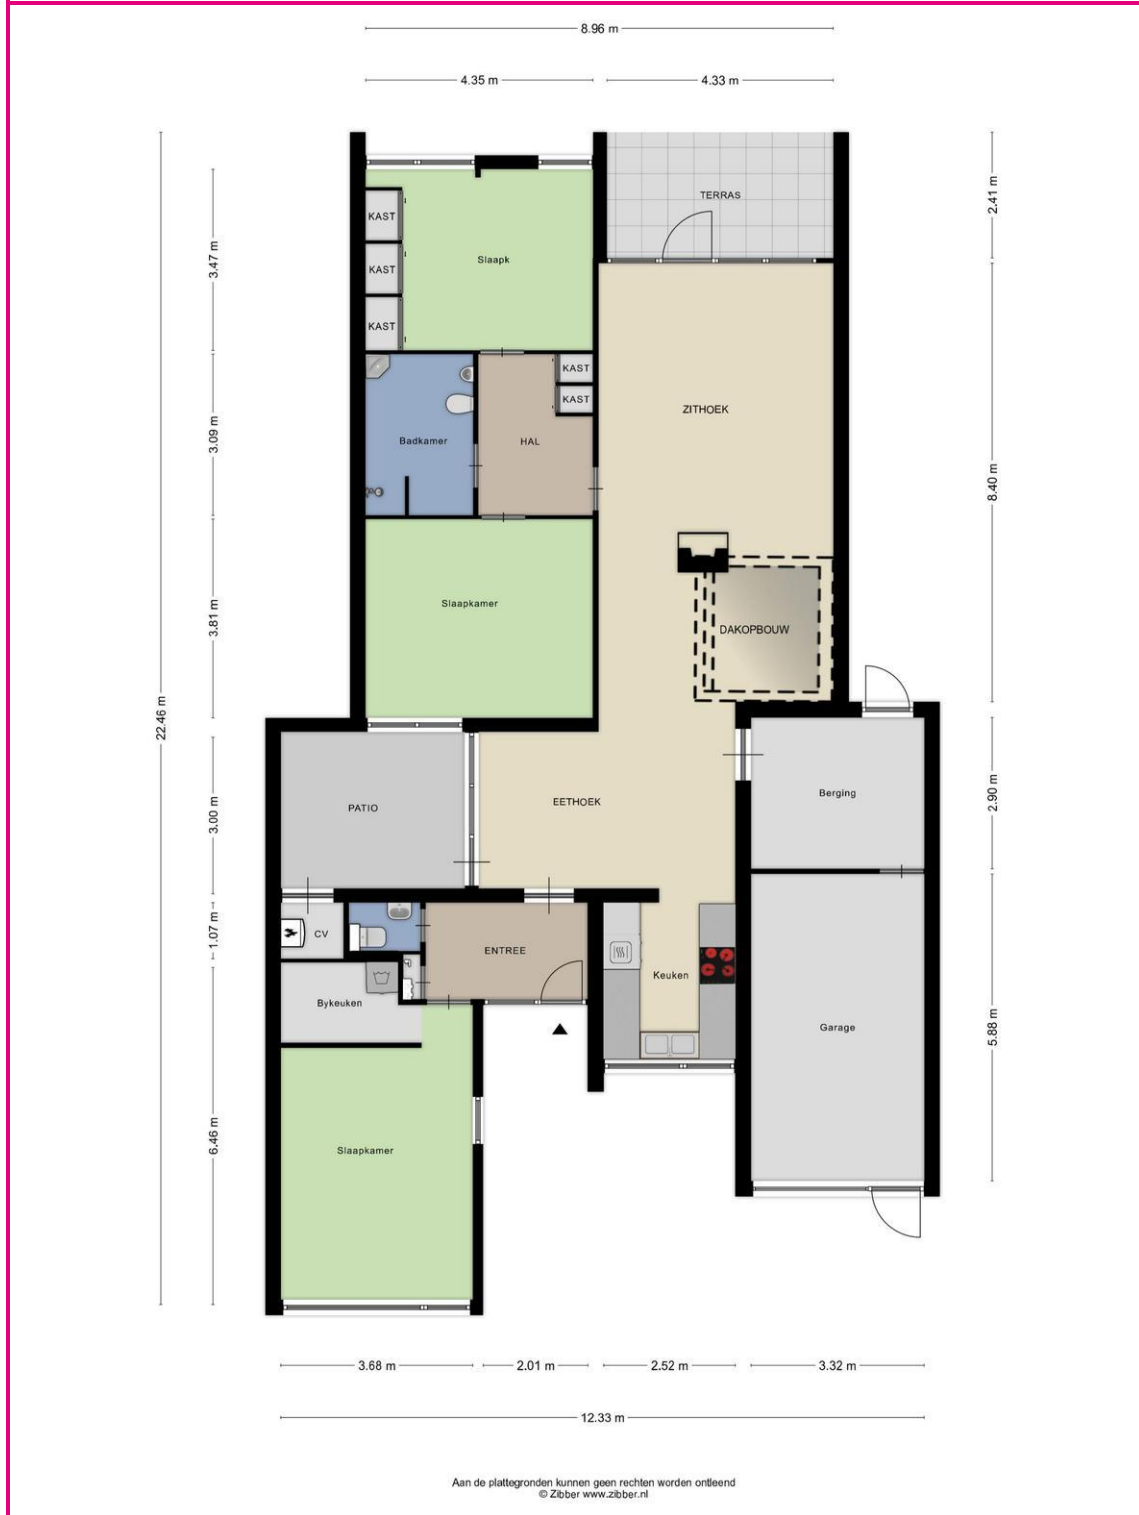 8.96 m
4.35 m
4.33 m
TERRAS
2.41 m
KAST
Slaapk
KAST
3.47 m
KAST
KAST
KAST
ZITHOEK
Badkamer
HAL
3.09 m
8.40 m
Slaapkamer
3.81 m
DAKOPBOUW
22.46 m
PATIO
EETHOEK
Berging
3.00 m
2.90 m
CV
1.07 m
ENTREE
Keuken
Bykeuken
Garage
5.88 m
Slaapkamer
6.46 m
3.68 m
2.01 m
2.52 m
3.32 m
12.33 m
Aan de plattegronden kunnen geen rechten worden ontleend
© Zibber www.zibber.nl